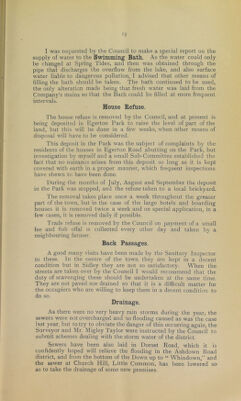 I was requested by the Council to make a special report on the
supply of water to the Swimming Bath. As the water could only
be changed at Spring Tides, and then was obtained through the
pipe that discharges the overflow from the lake, and also surface
water liable to dangerous pollution, I advised that other means of
filling the bath should be taken. The bath continued to be used,
the only alteration made being that fresh water was laid from the
Company's mains so that the Bath could be filled at more frequent
intervals.
House Refuse.
The house refuse is removed by the Council, and at present is
being deposited in Egerton Park to raise the level of part of the
land, but this will be done in a few weeks, when other means of
disposal will have to be considered.
This deposit in the Park was the subject of complaints by the
residents of the houses in Egerton Road abutting on the Park, but
investigation by myself and a small Sub-Committee established the
fact that no nuisance arises from this deposit so long as it is kept
covered with earth in a proper manner, which frequent inspections
have shewn to have been done.
During the months of July, August and September the deposit
in the Park was stopped, and the refuse taken to a local brickyard.
The removal takes place once a week throughout the greater
part of the town, but in the case of the large hotels and boarding
houses it is removed twice a week and on special application, in a
few cases, it is removed daily if possible.
Trade refuse is removed by the Council on payment of a small
fee and fish offal is collected every other day and taken by a
neighbouring farmer.
Back Passages.
A good many visits have been made by the Sanitary Inspector
to these. In the centre of the town they are kept in a decent
condition but in Sidley they are not so satisfactory. When the
streets are taken over by the Council I would recommend that the
duty of scavenging these should be undertaken at the same time.
They are not paved nor drained so that it is a difficult matter for
the occupiers who are willing to keep them in a decent condition to
do so.
Drainage.
As there were no very heavy rain storms during the year, the
sewers were not overcharged and no flooding caused as was the case
last year, but to try to obviate the danger of this occurring again, the
Surveyor and Mr. Migley Taylor were instructed by the Council to
submit schemes dealing with the storm water of the district.
Sewers have been also laid in Dorset Road, which it is
confidently hoped will relieve the flooding in the Ashdown Road
district, and from the bottom of the Down up to "Whindown," and
the sewer at Church Hill, Little Common, has been lowered so
as to take the drainage of some new premises.